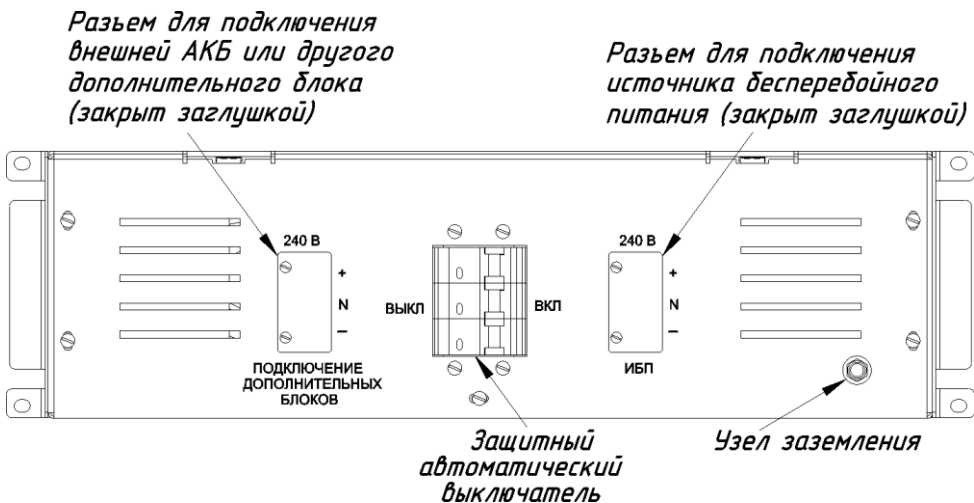 Разъем для подключения
внешней АКБ или другого
дополнительного блока
(закрыт заглушкой)
Разъем для подключения
источника бесперебойного
питания (закрыт заглушкой)
240 В
+
N
–
ПОДКЛЮЧЕНИЕ
ДОПОЛНИТЕЛЬНЫХ
БЛОКОВ
ВЫКЛ
ВКЛ
240 В
+
N
–
ИБП
Защитный
автоматический
выключатель
Узел заземления